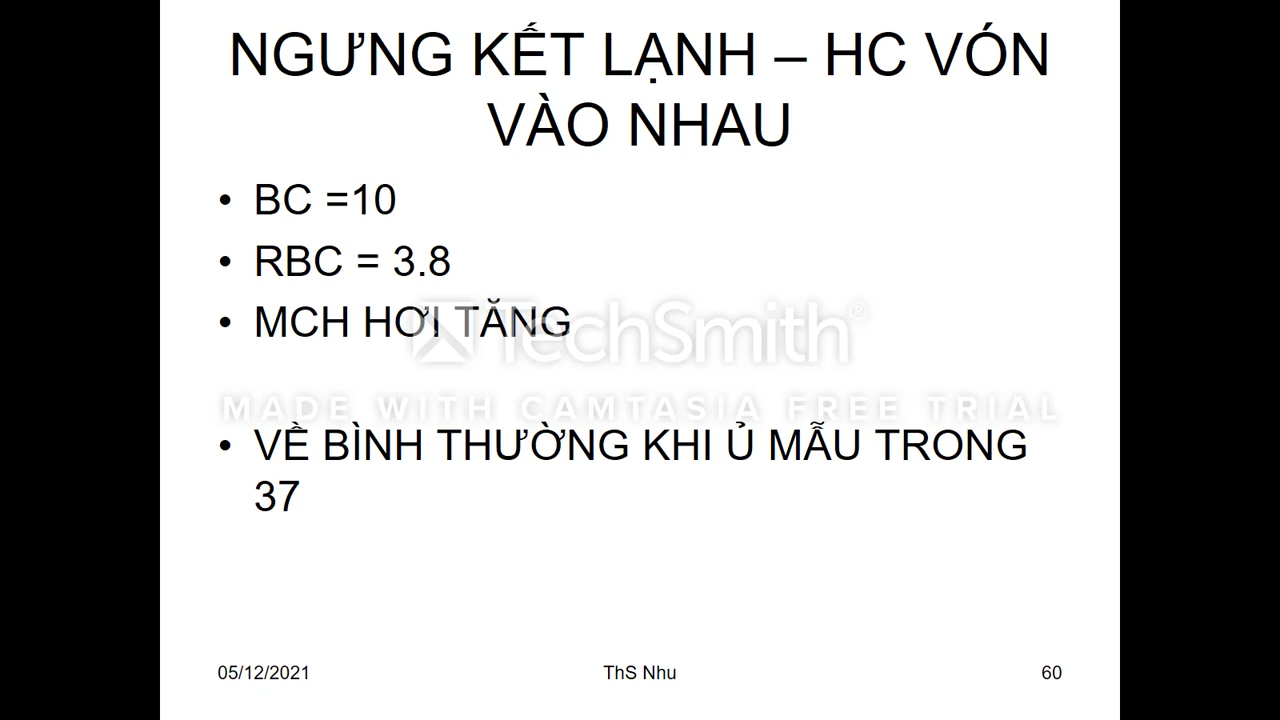 NGƯNG KẾT LẠNH – HC VÓN
VÀO NHAU
• BC =10
• RBC = 3.8
• MCH HƠI TĂNG
TechSmith®
MADE WITH CAMTASIA FREE TRIAL
• VỀ BÌNH THƯỜNG KHI Ủ MẪU TRONG
37
05/12/2021
ThS Nhu
60